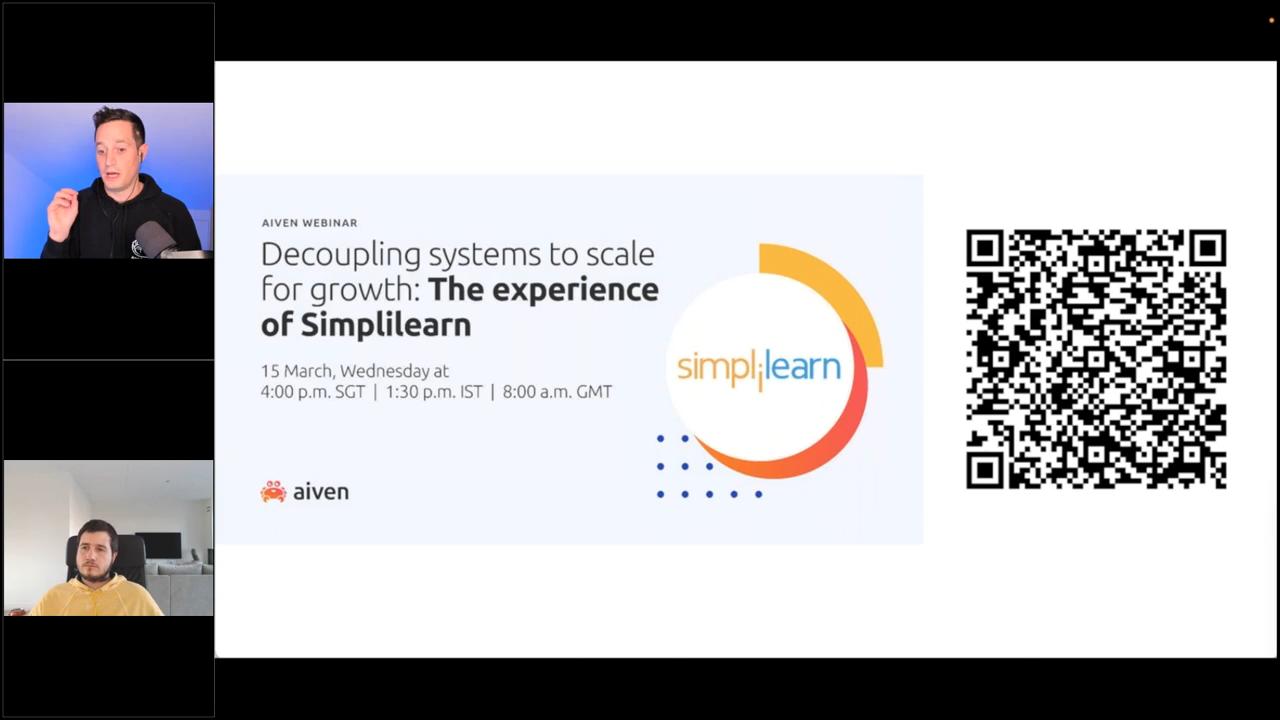 AIVEN WEBINAR
Decoupling systems to scale
for growth: The experience
of Simplilearn
15 March, Wednesday at
4:00 p.m. SGT | 1:30 p.m. IST | 8:00 a.m. GMT
simplilearn
aiven